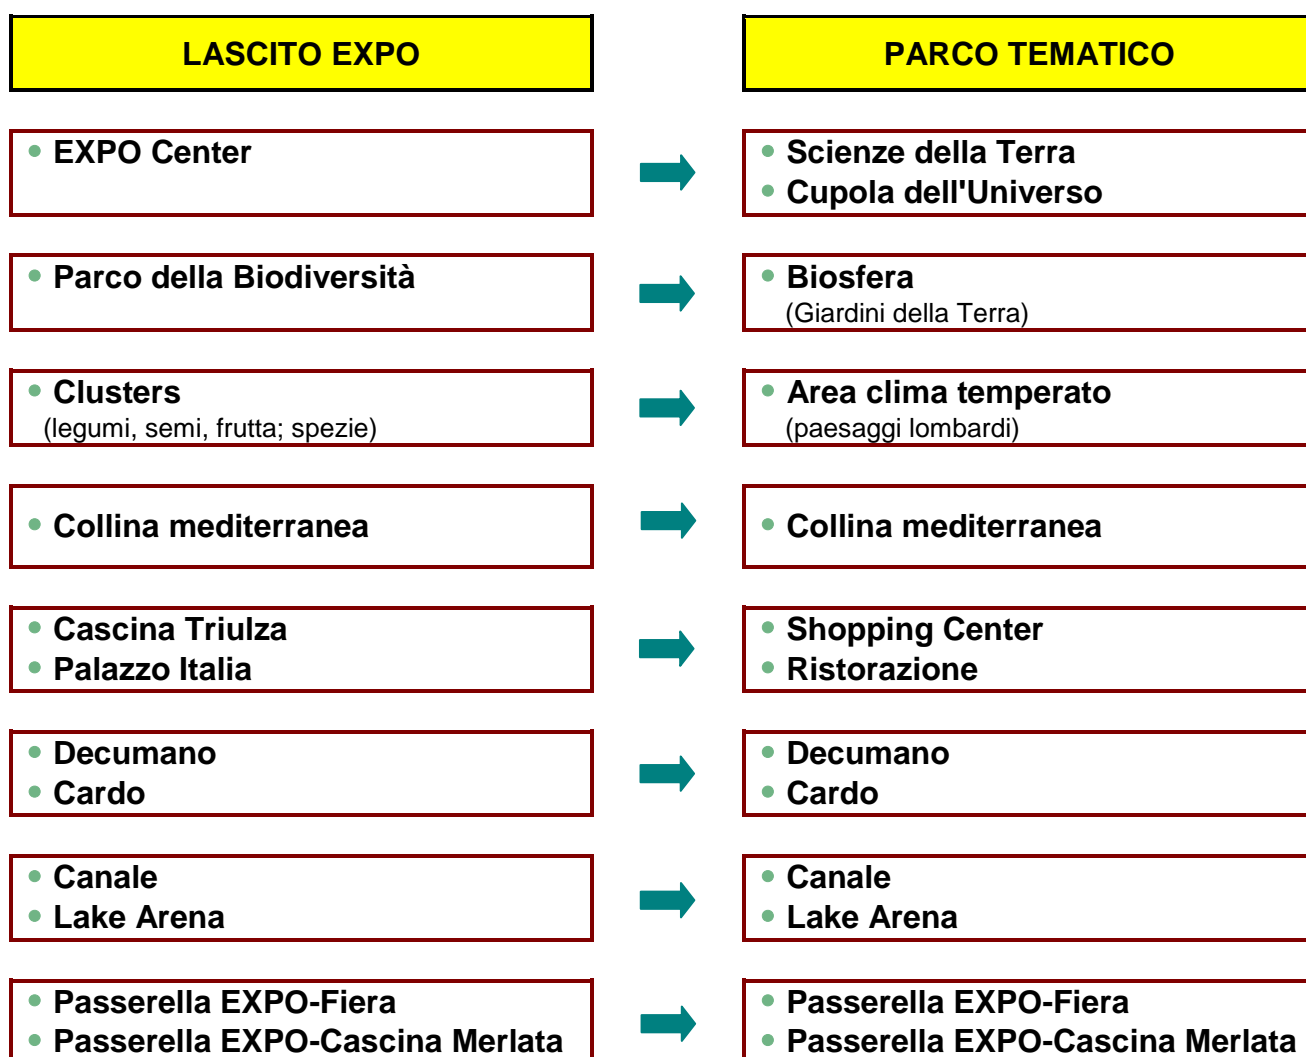 LASCITO EXPO
PARCO TEMATICO
• EXPO Center
• Scienze della Terra
• Cupola dell'Universo
• Parco della Biodiversità
• Biosfera
(Giardini della Terra)
• Clusters
(legumi, semi, frutta; spezie)
• Area clima temperato
(paesaggi lombardi)
• Collina mediterranea
• Collina mediterranea
• Cascina Triulza
• Palazzo Italia
• Shopping Center
• Ristorazione
• Decumano
• Cardo
• Decumano
• Cardo
• Canale
• Lake Arena
• Canale
• Lake Arena
• Passerella EXPO-Fiera
• Passerella EXPO-Cascina Merlata
• Passerella EXPO-Fiera
• Passerella EXPO-Cascina Merlata